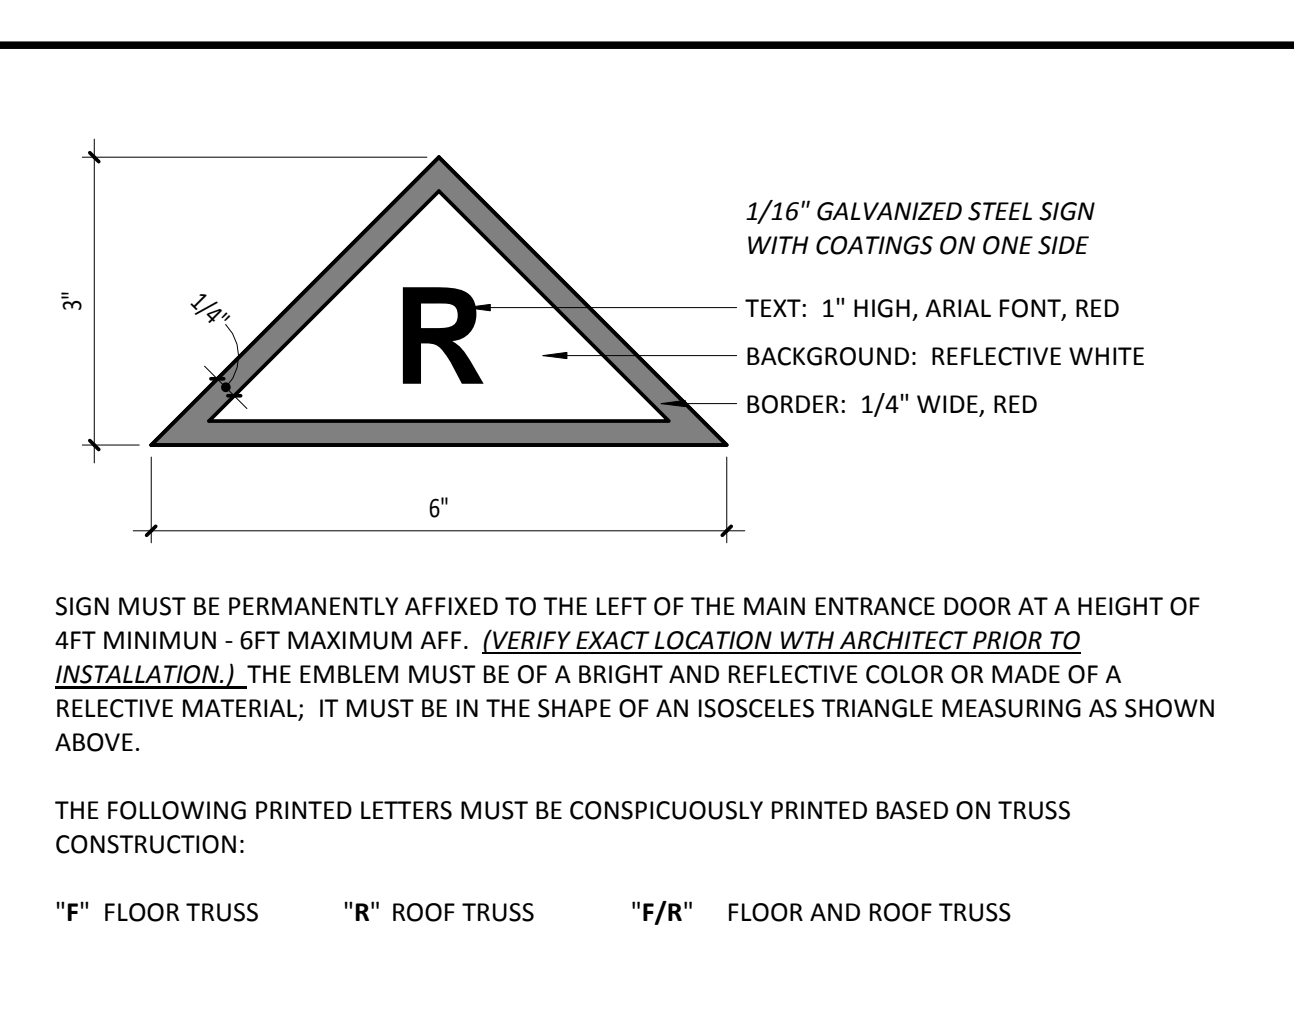 3"
1/4"
R
6"
1/16" GALVANIZED STEEL SIGN
WITH COATINGS ON ONE SIDE
TEXT:  1" HIGH, ARIAL FONT, RED
BACKGROUND:  REFLECTIVE WHITE
BORDER:  1/4" WIDE, RED
SIGN MUST BE PERMANENTLY AFFIXED TO THE LEFT OF THE MAIN ENTRANCE DOOR AT A HEIGHT OF
4FT MINIMUN - 6FT MAXIMUM AFF.  (VERIFY EXACT LOCATION WTH ARCHITECT PRIOR TO
INSTALLATION.)  THE EMBLEM MUST BE OF A BRIGHT AND REFLECTIVE COLOR OR MADE OF A
RELECTIVE MATERIAL;  IT MUST BE IN THE SHAPE OF AN ISOSCELES TRIANGLE MEASURING AS SHOWN
ABOVE.
THE FOLLOWING PRINTED LETTERS MUST BE CONSPICUOUSLY PRINTED BASED ON TRUSS
CONSTRUCTION:
"F"  FLOOR TRUSS "R"  ROOF TRUSS "F/R" FLOOR AND ROOF TRUSS